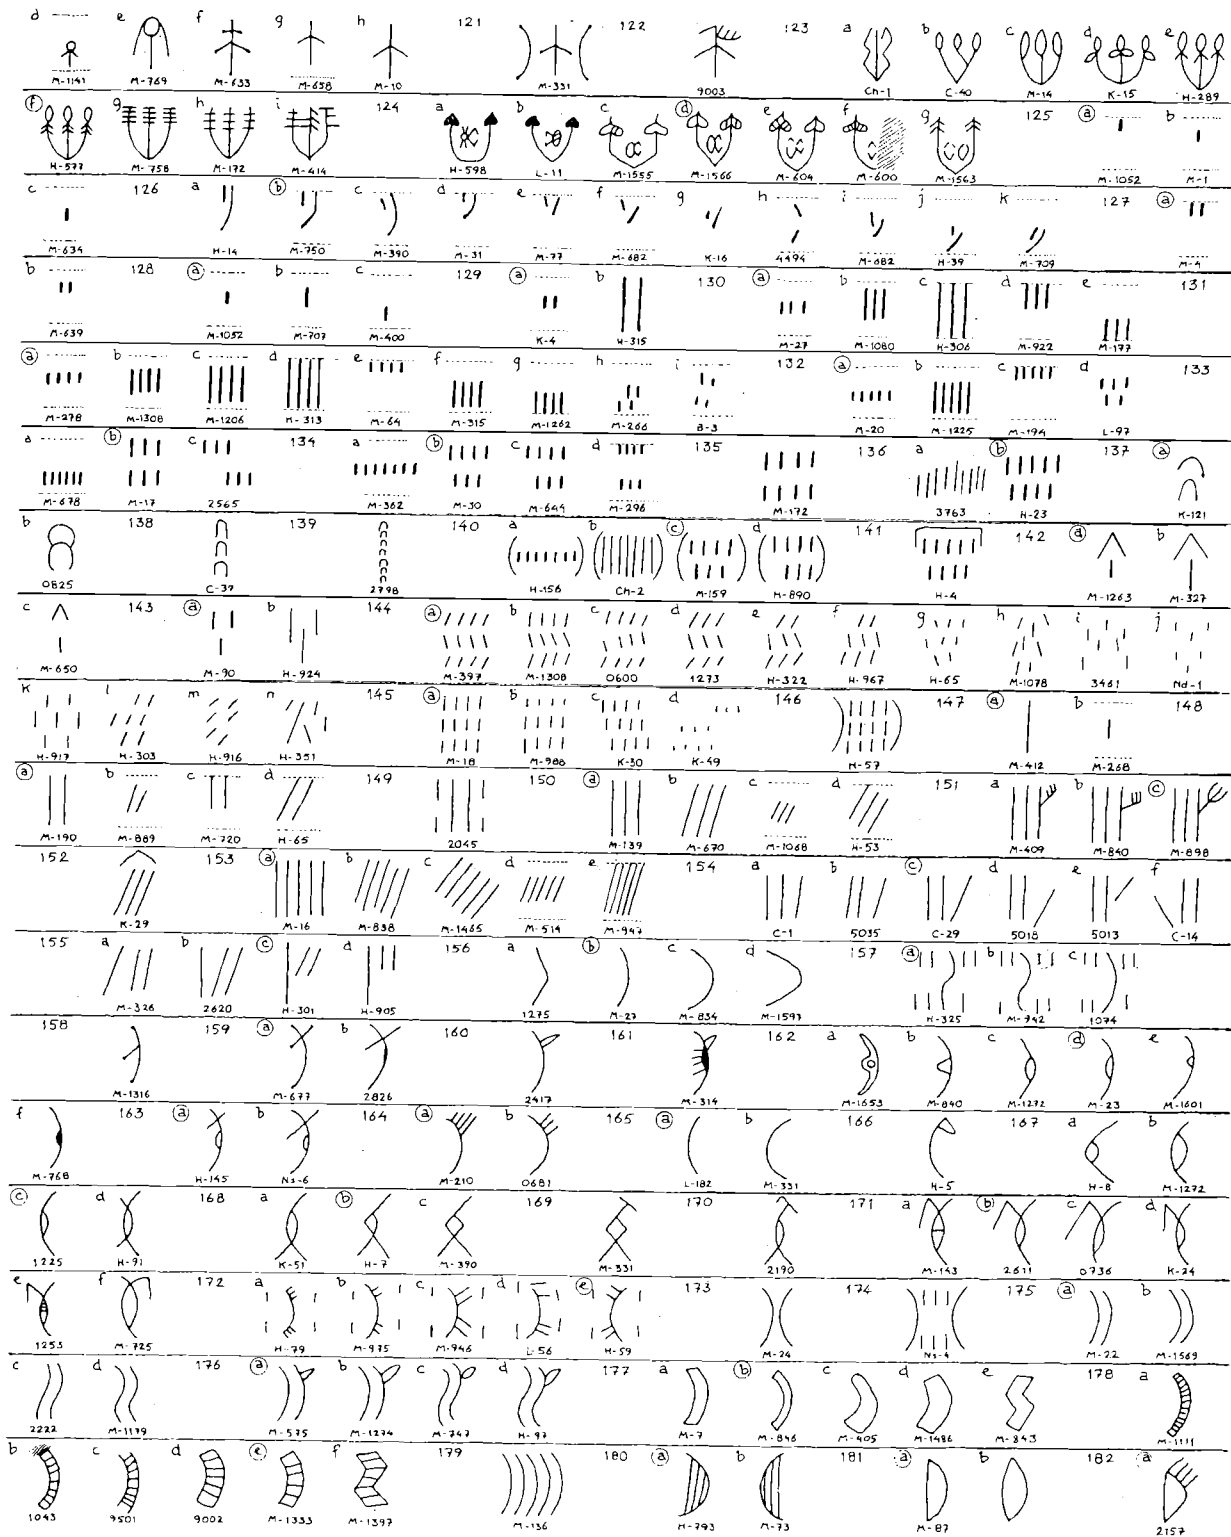 d e f g h 121 122 123 a b c d e
M-1141 M-769 M-633 M-658 M-10 M-331 9003 Ch-1 C-40 M-14 K-15 H-289
f g h i 124 a b c d e f g 125 a b
H-577 M-758 M-172 M-414 H-598 L-11 M-1555 M-1566 M-604 M-600 M-1563 M-1052 M-1
c 126 a b c d e f g h i j k 127 a
M-634 H-14 M-750 M-390 M-31 M-77 M-682 K-16 4494 M-682 H-39 M-709 M-4
b 128 a b c 129 a b 130 a b c d e 131
M-639 M-1052 M-707 M-400 K-4 H-315 M-27 M-1080 H-306 M-922 M-177
a b c d e f g h i 132 a b c d 133
M-278 M-1308 M-1206 H-313 M-64 M-315 M-1262 M-266 B-3 M-20 M-1225 M-194 L-97
a b c 134 a b c d 135 136 a b 137 a
M-678 M-17 2565 M-362 M-30 M-644 M-296 M-172 3763 H-23 K-121
b 138 139 140 a b c d 141 142 a b
0825 C-37 2798 H-156 Ch-2 M-159 H-890 H-4 M-1263 M-327
c 143 a b 144 a b c d e f g h i j
M-650 M-90 H-924 M-397 M-1308 0600 1273 H-322 H-967 H-65 M-1078 3461 Nd-1
k l m n 145 a b c d 146 147 a b 148
H-917 H-303 H-916 H-351 M-18 M-988 K-30 K-49 H-57 M-412 M-268
a b c d 149 150 a b c d 151 a b c
M-190 M-889 M-720 H-65 2045 M-139 M-670 M-1068 H-53 M-409 M-840 M-898
152 153 a b c d e 154 a b c d e f
K-29 M-16 M-838 M-1465 M-514 M-947 C-1 5035 C-29 5018 5013 C-14
155 a b c d 156 a b c d 157 a b c
M-326 2620 H-301 H-905 1275 M-27 M-834 M-1597 H-325 M-742 1074
158 159 a b 160 161 162 a b c d e
M-1316 M-677 2826 2417 M-314 M-1653 M-840 M-1272 M-23 M-1601
f 163 a b 164 a b 165 a b 166 167 a b
M-768 H-145 Ns-6 M-210 0681 L-182 M-331 H-5 H-8 M-1272
c d 168 a b c 169 170 171 a b c d
1225 H-91 K-51 H-7 M-390 M-331 2190 M-143 2671 0736 K-24
e f 172 a b c d e 173 174 175 a b
1253 M-725 H-79 M-975 M-946 L-56 H-59 M-24 Ns-4 M-22 M-1569
c d 176 a b c d 177 a b c d e 178 a
2222 M-1179 M-575 M-1274 M-747 H-97 M-7 M-846 M-405 M-1486 M-843 M-1111
b c d e f 179 180 a b 181 a b 182 a
1043 9501 9002 M-1333 M-1397 M-136 H-793 M-73 M-87 2157